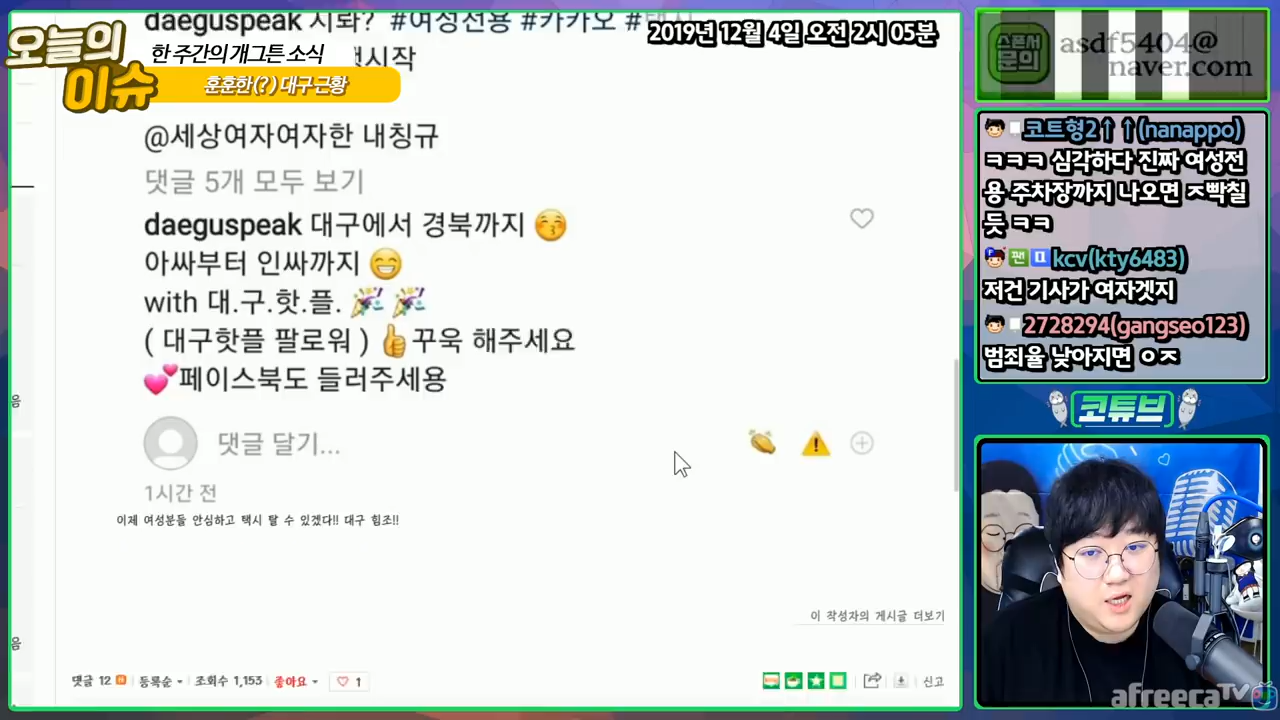 오늘의
이슈
한 주간의 개그튼 소식
훈훈한(?) 대구 근황
daeguspeak 지롸? #여성전용 #카카오 #택시
2019년 12월 4일 오전 2시 05분
시작
@세상여자여자한 내칭규
댓글 5개 모두 보기
daeguspeak 대구에서 경북까지 😚
아싸부터 인싸까지 😁
with 대.구.핫.플. 🎉 🎉
( 대구핫플 팔로워 ) 👍꾸욱 해주세요
💕페이스북도 들러주세용
댓글 달기...
1시간 전
이제 여성분들 안심하고 택시 탈 수 있겠다!! 대구 힘조!!
이 작성자의 게시글 더보기
댓글 12 등록순 조회수 1,153 좋아요 1
신고
음
음
스폰서
문의
asdf5404@
naver.com
코트형2↑↑(nanappo)
ㅋㅋㅋ 심각하다 진짜 여성전
용 주차장까지 나오면 ㅈ빡칠
듯 ㅋㅋ
kcv(kty6483)
저건 기사가 여자겟지
2728294(gangseo123)
범죄율 낮아지면 ㅇㅈ
코튜브
afreecaTV